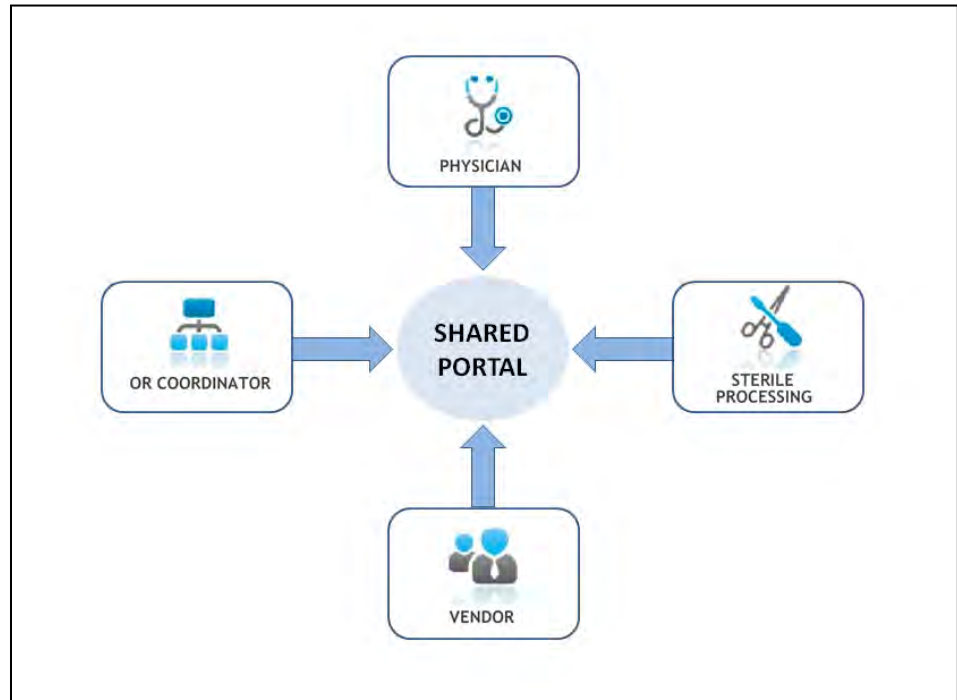 PHYSICIAN
OR COORDINATOR
SHARED
PORTAL
STERILE
PROCESSING
VENDOR